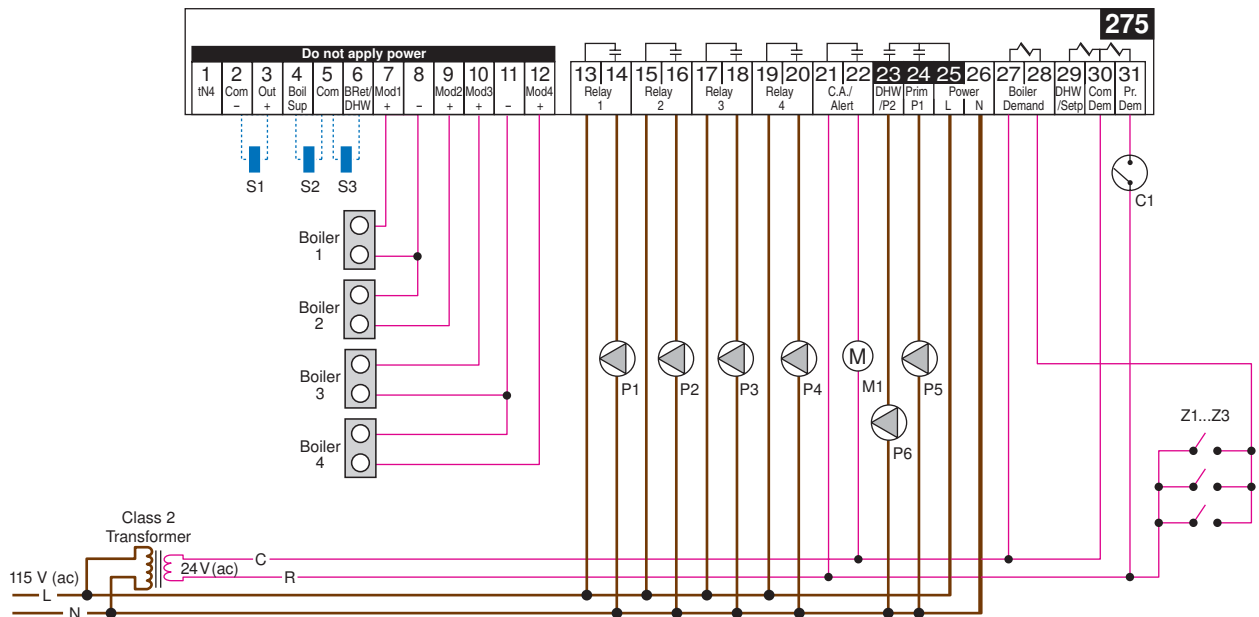 275
Do not apply power
1 2 3 4 5 6 7 8 9 10 11 12 13 14 15 16 17 18 19 20 21 22 23 24 25 26 27 28 29 30 31
tN4 Com Out Boil Com BRet/ Mod1 Mod2 Mod3 Mod4 Relay Relay Relay Relay C.A./ DHW Prim Power Boiler DHW Com Pr.
− + Sup DHW + − + + − + 1 2 3 4 Alert /P2 P1 L N Demand /Setp Dem Dem
S1 S2 S3
C1
Boiler
1
Boiler
2
Boiler
3
Boiler
4
P1 P2 P3 P4 M M1 P5
P6
Z1...Z3
Class 2
Transformer
C
24V (ac)
R
115 V (ac)
L
N